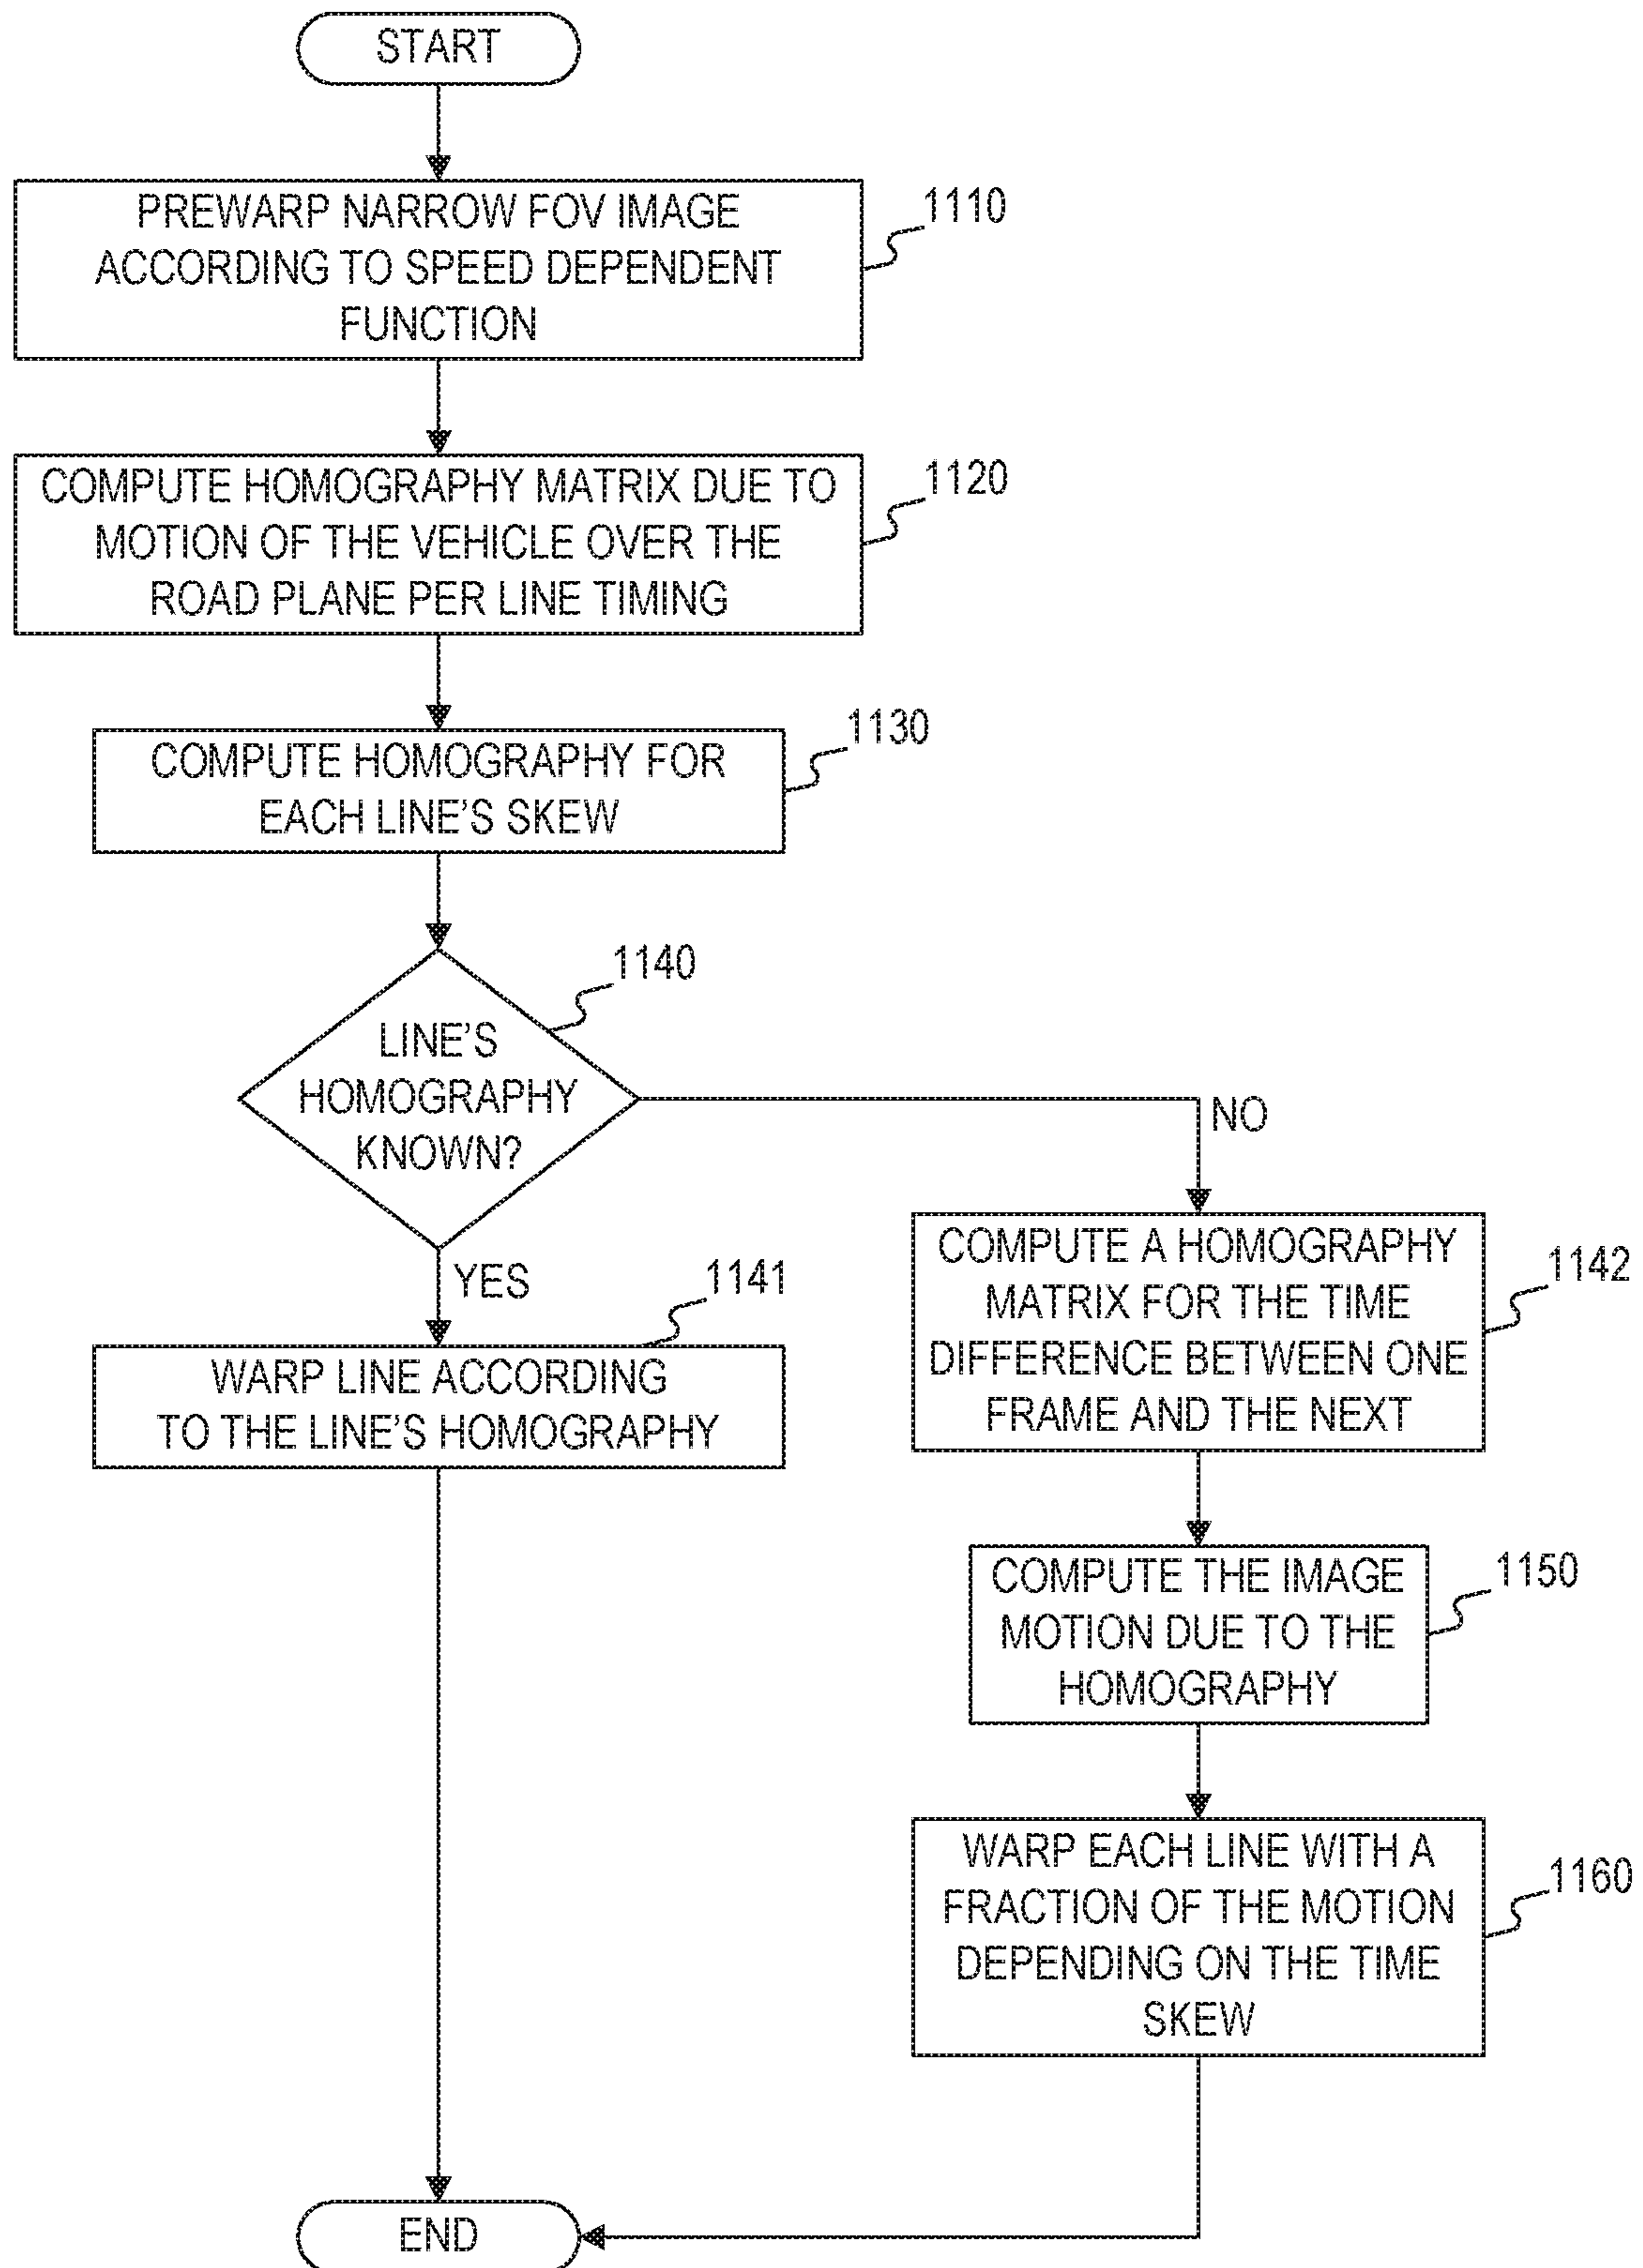 START
PREWARP NARROW FOV IMAGE
ACCORDING TO SPEED DEPENDENT
FUNCTION
1110
COMPUTE HOMOGRAPHY MATRIX DUE TO
MOTION OF THE VEHICLE OVER THE
ROAD PLANE PER LINE TIMING
1120
COMPUTE HOMOGRAPHY FOR
EACH LINE'S SKEW
1130
LINE'S
HOMOGRAPHY
KNOWN?
1140
NO
YES
WARP LINE ACCORDING
TO THE LINE'S HOMOGRAPHY
1141
COMPUTE A HOMOGRAPHY
MATRIX FOR THE TIME
DIFFERENCE BETWEEN ONE
FRAME AND THE NEXT
1142
COMPUTE THE IMAGE
MOTION DUE TO THE
HOMOGRAPHY
1150
WARP EACH LINE WITH A
FRACTION OF THE MOTION
DEPENDING ON THE TIME
SKEW
1160
END